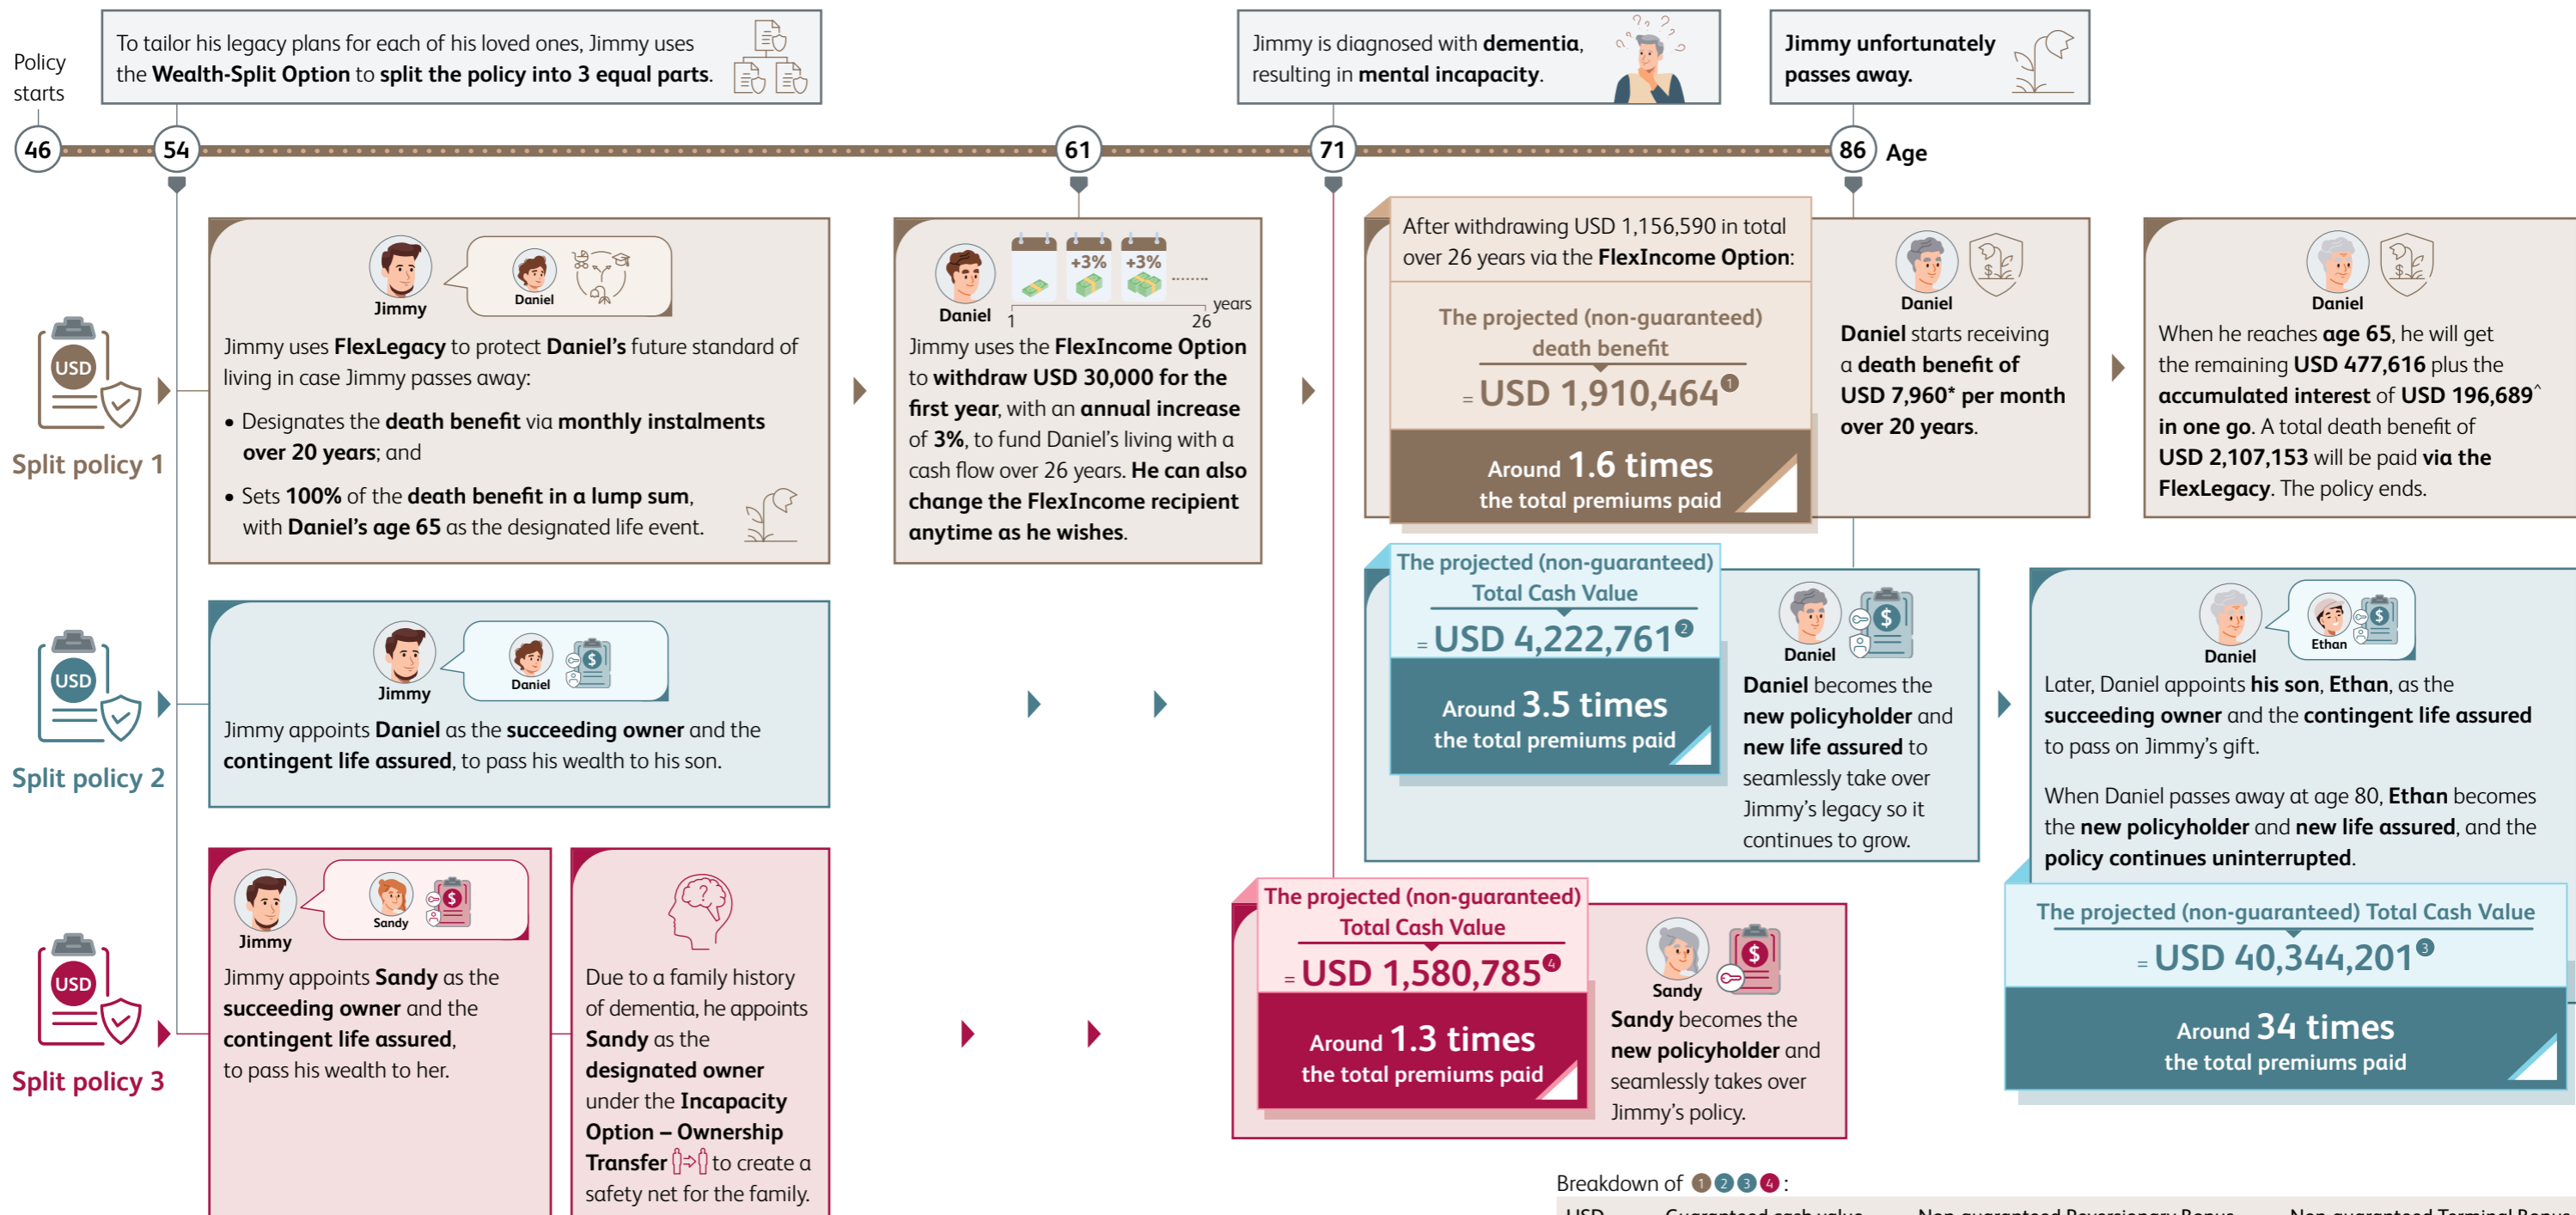 Policy
starts
To tailor his legacy plans for each of his loved ones, Jimmy uses
the Wealth-Split Option to split the policy into 3 equal parts.
Jimmy is diagnosed with dementia,
resulting in mental incapacity.
Jimmy unfortunately
passes away.
46
54
61
71
86
Age
Split policy 1
USD
Jimmy
Daniel
Jimmy uses FlexLegacy to protect Daniel's future standard of
living in case Jimmy passes away:
• Designates the death benefit via monthly instalments
over 20 years; and
• Sets 100% of the death benefit in a lump sum,
with Daniel's age 65 as the designated life event.
Daniel
+3%
+3%
1
26
years
Jimmy uses the FlexIncome Option
to withdraw USD 30,000 for the
first year, with an annual increase
of 3%, to fund Daniel's living with a
cash flow over 26 years. He can also
change the FlexIncome recipient
anytime as he wishes.
After withdrawing USD 1,156,590 in total
over 26 years via the FlexIncome Option:
The projected (non-guaranteed)
death benefit
= USD 1,910,464❶
Around 1.6 times
the total premiums paid
Daniel
Daniel starts receiving
a death benefit of
USD 7,960* per month
over 20 years.
Daniel
When he reaches age 65, he will get
the remaining USD 477,616 plus the
accumulated interest of USD 196,689^
in one go. A total death benefit of
USD 2,107,153 will be paid via the
FlexLegacy. The policy ends.
Split policy 2
USD
Jimmy
Daniel
$
Jimmy appoints Daniel as the succeeding owner and the
contingent life assured, to pass his wealth to his son.
The projected (non-guaranteed)
Total Cash Value
= USD 4,222,761❷
Around 3.5 times
the total premiums paid
Daniel
$
Daniel becomes the
new policyholder and
new life assured to
seamlessly take over
Jimmy's legacy so it
continues to grow.
Daniel
Ethan
$
Later, Daniel appoints his son, Ethan, as the
succeeding owner and the contingent life assured
to pass on Jimmy's gift.
When Daniel passes away at age 80, Ethan becomes
the new policyholder and new life assured, and the
policy continues uninterrupted.
The projected (non-guaranteed) Total Cash Value
= USD 40,344,201❸
Around 34 times
the total premiums paid
Split policy 3
USD
Jimmy
Sandy
$
Jimmy appoints Sandy as the
succeeding owner and the
contingent life assured,
to pass his wealth to her.
?
Due to a family history
of dementia, he appoints
Sandy as the
designated owner
under the Incapacity
Option – Ownership
Transfer to create a
safety net for the family.
The projected (non-guaranteed)
Total Cash Value
= USD 1,580,785❹
Around 1.3 times
the total premiums paid
Sandy
$
Sandy becomes the
new policyholder and
seamlessly takes over
Jimmy's policy.
Breakdown of ❶❷❸❹:
USD Guaranteed cash value Non-guaranteed Reversionary Bonus Non-guaranteed Terminal Bonus